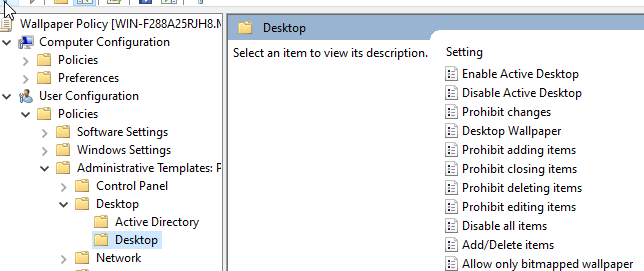 Wallpaper Policy [WIN-F288A25RJH8.M
Computer Configuration
Policies
Preferences
User Configuration
Policies
Software Settings
Windows Settings
Administrative Templates: P
Control Panel
Desktop
Active Directory
Desktop
Network
Desktop
Select an item to view its description.
Setting
Enable Active Desktop
Disable Active Desktop
Prohibit changes
Desktop Wallpaper
Prohibit adding items
Prohibit closing items
Prohibit deleting items
Prohibit editing items
Disable all items
Add/Delete items
Allow only bitmapped wallpaper